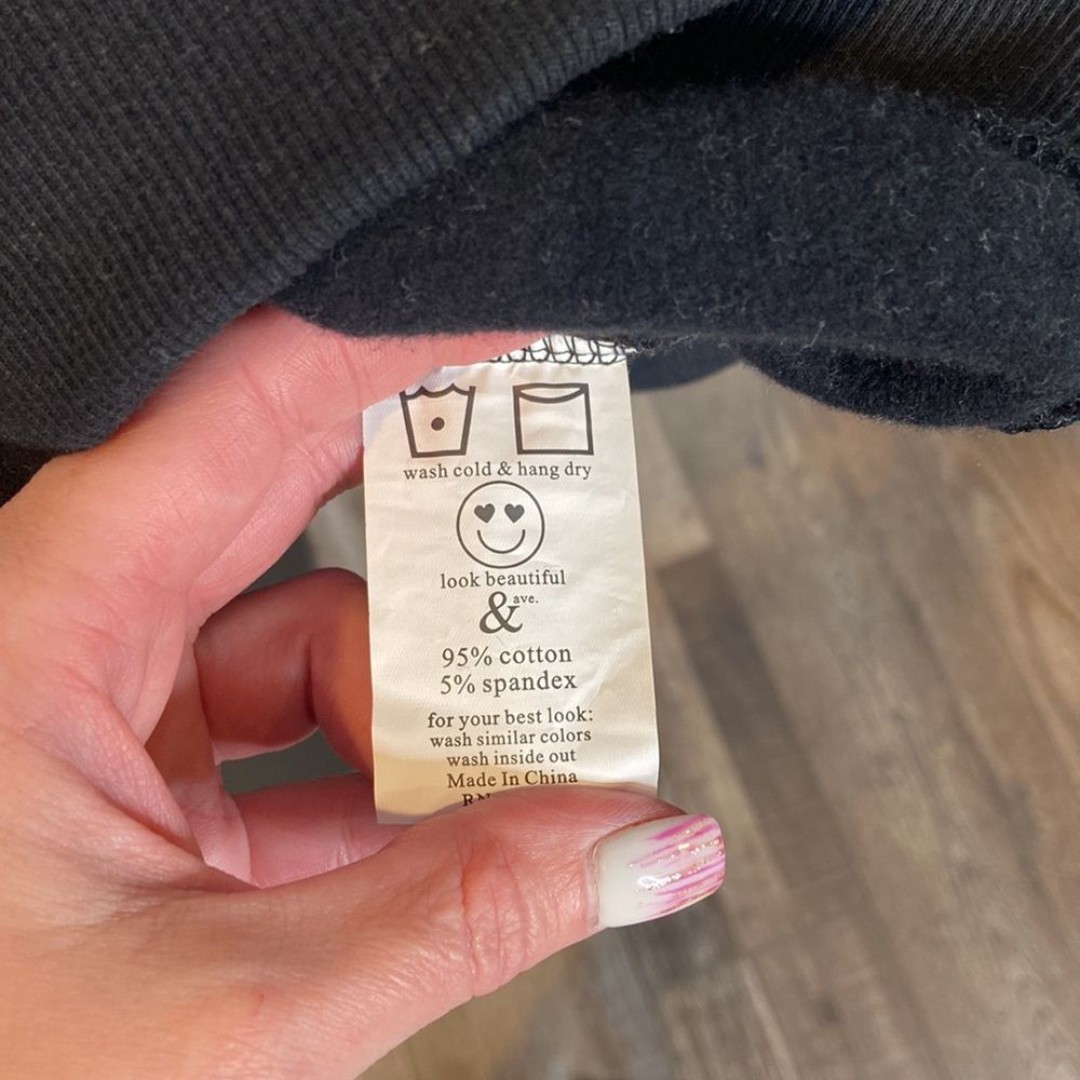 wash cold & hang dry
look beautiful
& ave.
95% cotton
5% spandex
for your best look:
wash similar colors
wash inside out
Made In China
RN